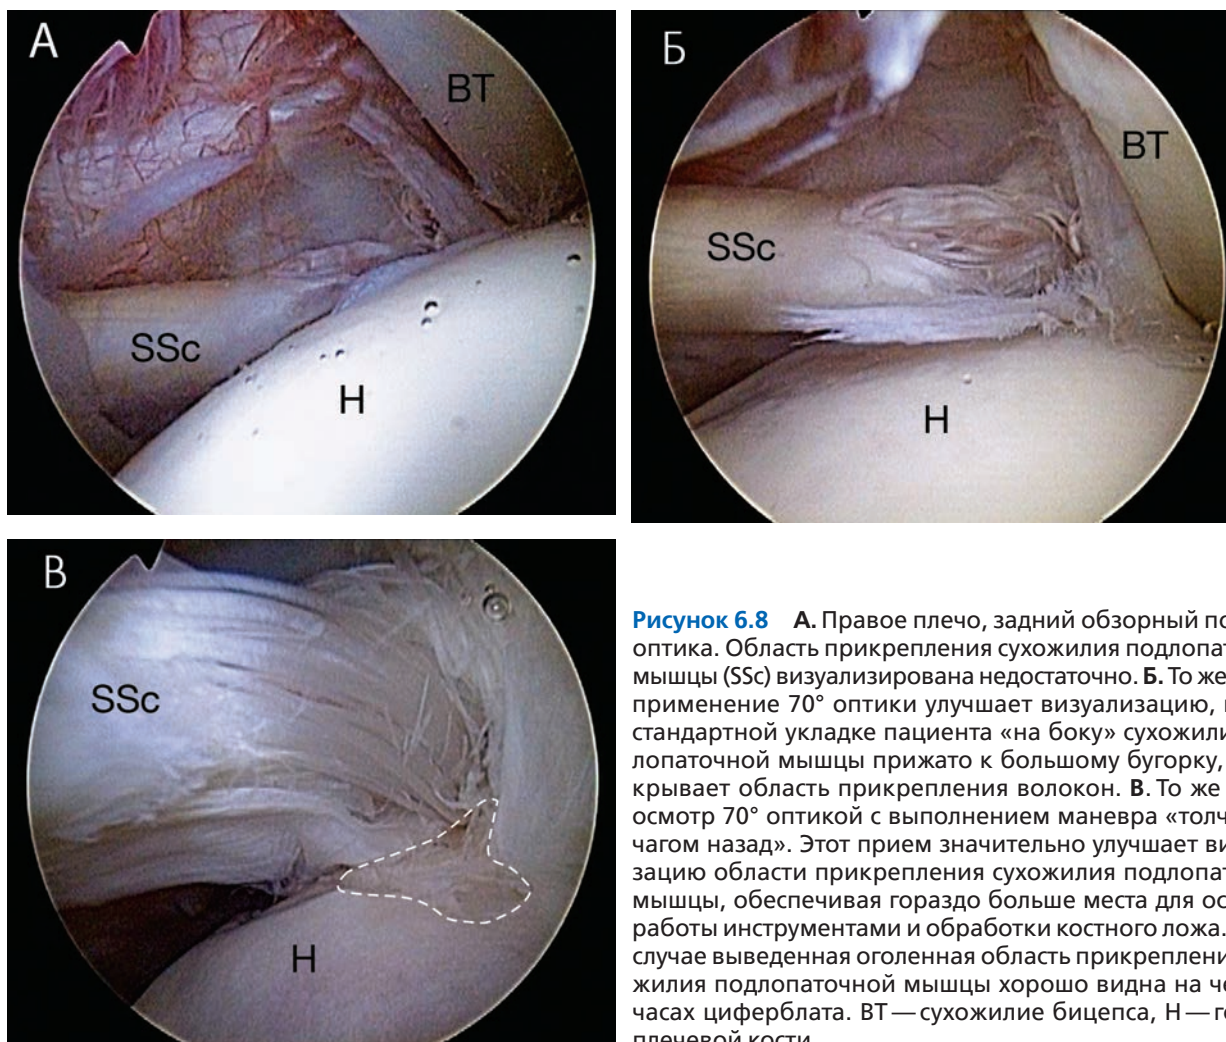 А
BT
SSc
H
Б
BT
SSc
H
В
SSc
H
Рисунок 6.8 А. Правое плечо, задний обзорный по
оптика. Область прикрепления сухожилия подлопат
мышцы (SSc) визуализирована недостаточно. Б. То же
применение 70° оптики улучшает визуализацию,
стандартной укладке пациента «на боку» сухожили
лопаточной мышцы прижато к большому бугорку,
крывает область прикрепления волокон. В. То же
осмотр 70° оптикой с выполнением маневра «толч
чагом назад». Этот прием значительно улучшает ви
зацию области прикрепления сухожилия подлопат
мышцы, обеспечивая гораздо больше места для ос
работы инструментами и обработки костного ложа.
случае выведенная оголенная область прикреплени
жилия подлопаточной мышцы хорошо видна на че
часах циферблата. BT — сухожилие бицепса, H — го
плечевой кости